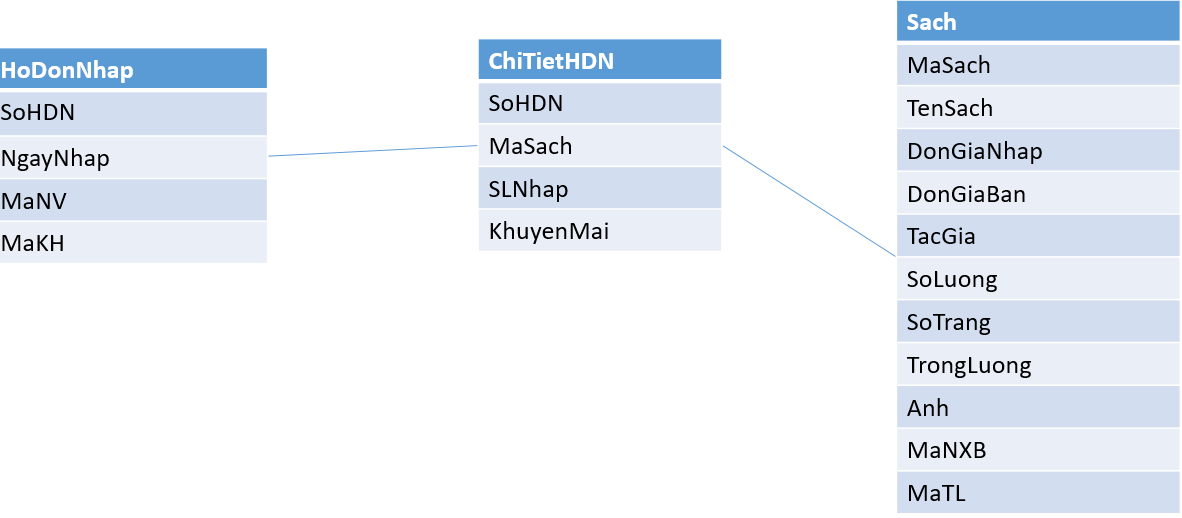 HoDonNhap
SoHDN
NgayNhap
MaNV
MaKH
ChiTietHDN
SoHDN
MaSach
SLNhap
KhuyenMai
Sach
MaSach
TenSach
DonGiaNhap
DonGiaBan
TacGia
SoLuong
SoTrang
TrongLuong
Anh
MaNXB
MaTL